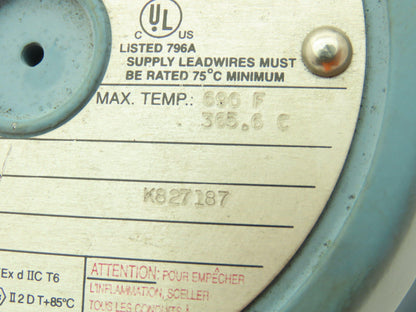 UL
C US
LISTED 796A
SUPPLY LEADWIRES MUST
BE RATED 75°C MINIMUM
MAX. TEMP.: 690 F
365.6 C
K827187
Ex d IIC T6
II 2 D T+85°C
ATTENTION: POUR EMPÊCHER
L'INFLAMMATION, SCELLER
TOUS LES CONDUITS À